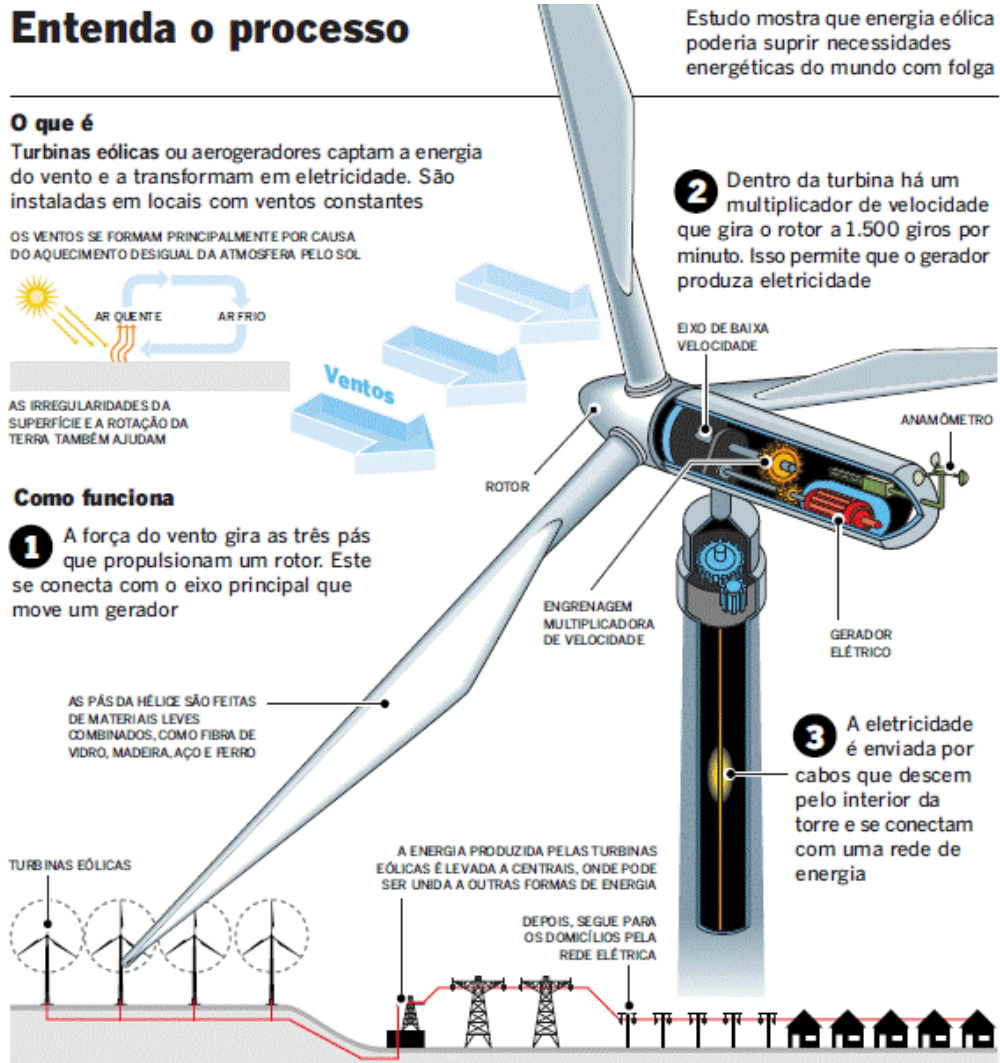 Entenda o processo
Estudo mostra que energia eólica
poderia suprir necessidades
energéticas do mundo com folga
O que é
Turbinas eólicas ou aerogeradores captam a energia
do vento e a transformam em eletricidade. São
instaladas em locais com ventos constantes
OS VENTOS SE FORMAM PRINCIPALMENTE POR CAUSA
DO AQUECIMENTO DESIGUAL DA ATMOSFERA PELO SOL
AR QUENTE
AR FRIO
AS IRREGULARIDADES DA
SUPERFÍCIE E A ROTAÇÃO DA
TERRA TAMBÉM AJUDAM
Ventos
Como funciona
1 A força do vento gira as três pás
que propulsionam um rotor. Este
se conecta com o eixo principal que
move um gerador
2 Dentro da turbina há um
multiplicador de velocidade
que gira o rotor a 1.500 giros por
minuto. Isso permite que o gerador
produza eletricidade
EIXO DE BAIXA
VELOCIDADE
ANAMÔMETRO
ROTOR
ENGRENAGEM
MULTIPLICADORA
DE VELOCIDADE
GERADOR
ELÉTRICO
AS PÁS DA HÉLICE SÃO FEITAS
DE MATERIAIS LEVES
COMBINADOS, COMO FIBRA DE
VIDRO, MADEIRA, AÇO E FERRO
3 A eletricidade
é enviada por
cabos que descem
pelo interior da
torre e se conectam
com uma rede de
energia
TURBINAS EÓLICAS
A ENERGIA PRODUZIDA PELAS TURBINAS
EÓLICAS É LEVADA A CENTRAIS, ONDE PODE
SER UNIDA A OUTRAS FORMAS DE ENERGIA
DEPOIS, SEGUE PARA
OS DOMICÍLIOS PELA
REDE ELÉTRICA